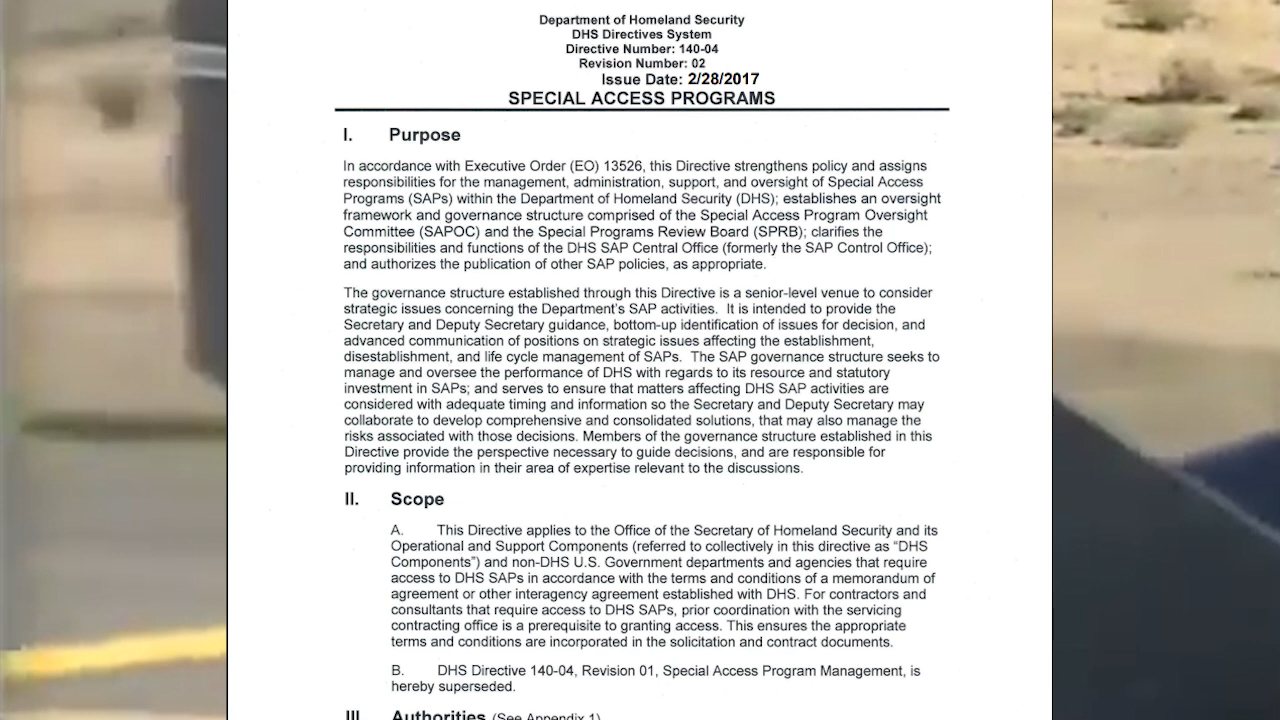 Department of Homeland Security
DHS Directives System
Directive Number: 140-04
Revision Number: 02
Issue Date: 2/28/2017
SPECIAL ACCESS PROGRAMS
I. Purpose
In accordance with Executive Order (EO) 13526, this Directive strengthens policy and assigns
responsibilities for the management, administration, support, and oversight of Special Access
Programs (SAPs) within the Department of Homeland Security (DHS); establishes an oversight
framework and governance structure comprised of the Special Access Program Oversight
Committee (SAPOC) and the Special Programs Review Board (SPRB); clarifies the
responsibilities and functions of the DHS SAP Central Office (formerly the SAP Control Office);
and authorizes the publication of other SAP policies, as appropriate.
The governance structure established through this Directive is a senior-level venue to consider
strategic issues concerning the Department's SAP activities. It is intended to provide the
Secretary and Deputy Secretary guidance, bottom-up identification of issues for decision, and
advanced communication of positions on strategic issues affecting the establishment,
disestablishment, and life cycle management of SAPs. The SAP governance structure seeks to
manage and oversee the performance of DHS with regards to its resource and statutory
investment in SAPs; and serves to ensure that matters affecting DHS SAP activities are
considered with adequate timing and information so the Secretary and Deputy Secretary may
collaborate to develop comprehensive and consolidated solutions, that may also manage the
risks associated with those decisions. Members of the governance structure established in this
Directive provide the perspective necessary to guide decisions, and are responsible for
providing information in their area of expertise relevant to the discussions.
II. Scope
A. This Directive applies to the Office of the Secretary of Homeland Security and its
Operational and Support Components (referred to collectively in this directive as “DHS
Components”) and non-DHS U.S. Government departments and agencies that require
access to DHS SAPs in accordance with the terms and conditions of a memorandum of
agreement or other interagency agreement established with DHS. For contractors and
consultants that require access to DHS SAPs, prior coordination with the servicing
contracting office is a prerequisite to granting access. This ensures the appropriate
terms and conditions are incorporated in the solicitation and contract documents.
B. DHS Directive 140-04, Revision 01, Special Access Program Management, is
hereby superseded.
III. Authorities (See Appendix 1)